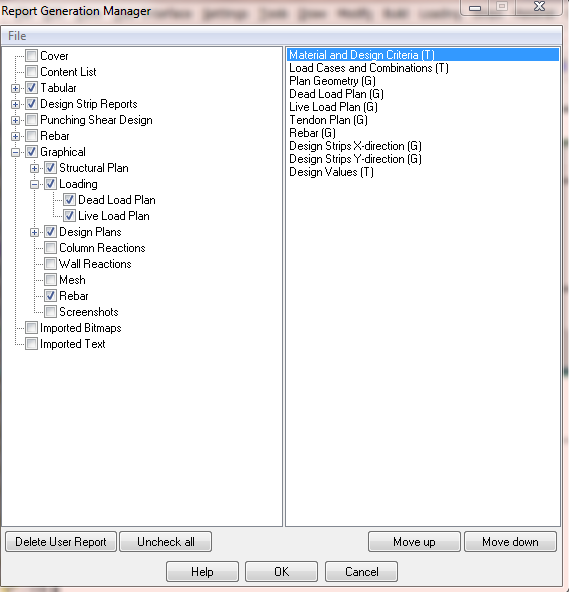 Report Generation Manager
File
Cover
Content List
Tabular
Design Strip Reports
Punching Shear Design
Rebar
Graphical
Structural Plan
Loading
Dead Load Plan
Live Load Plan
Design Plans
Column Reactions
Wall Reactions
Mesh
Rebar
Screenshots
Imported Bitmaps
Imported Text
Material and Design Criteria (T)
Load Cases and Combinations (T)
Plan Geometry (G)
Dead Load Plan (G)
Live Load Plan (G)
Tendon Plan (G)
Rebar (G)
Design Strips X-direction (G)
Design Strips Y-direction (G)
Design Values (T)
Delete User Report Uncheck all Move up Move down
Help OK Cancel